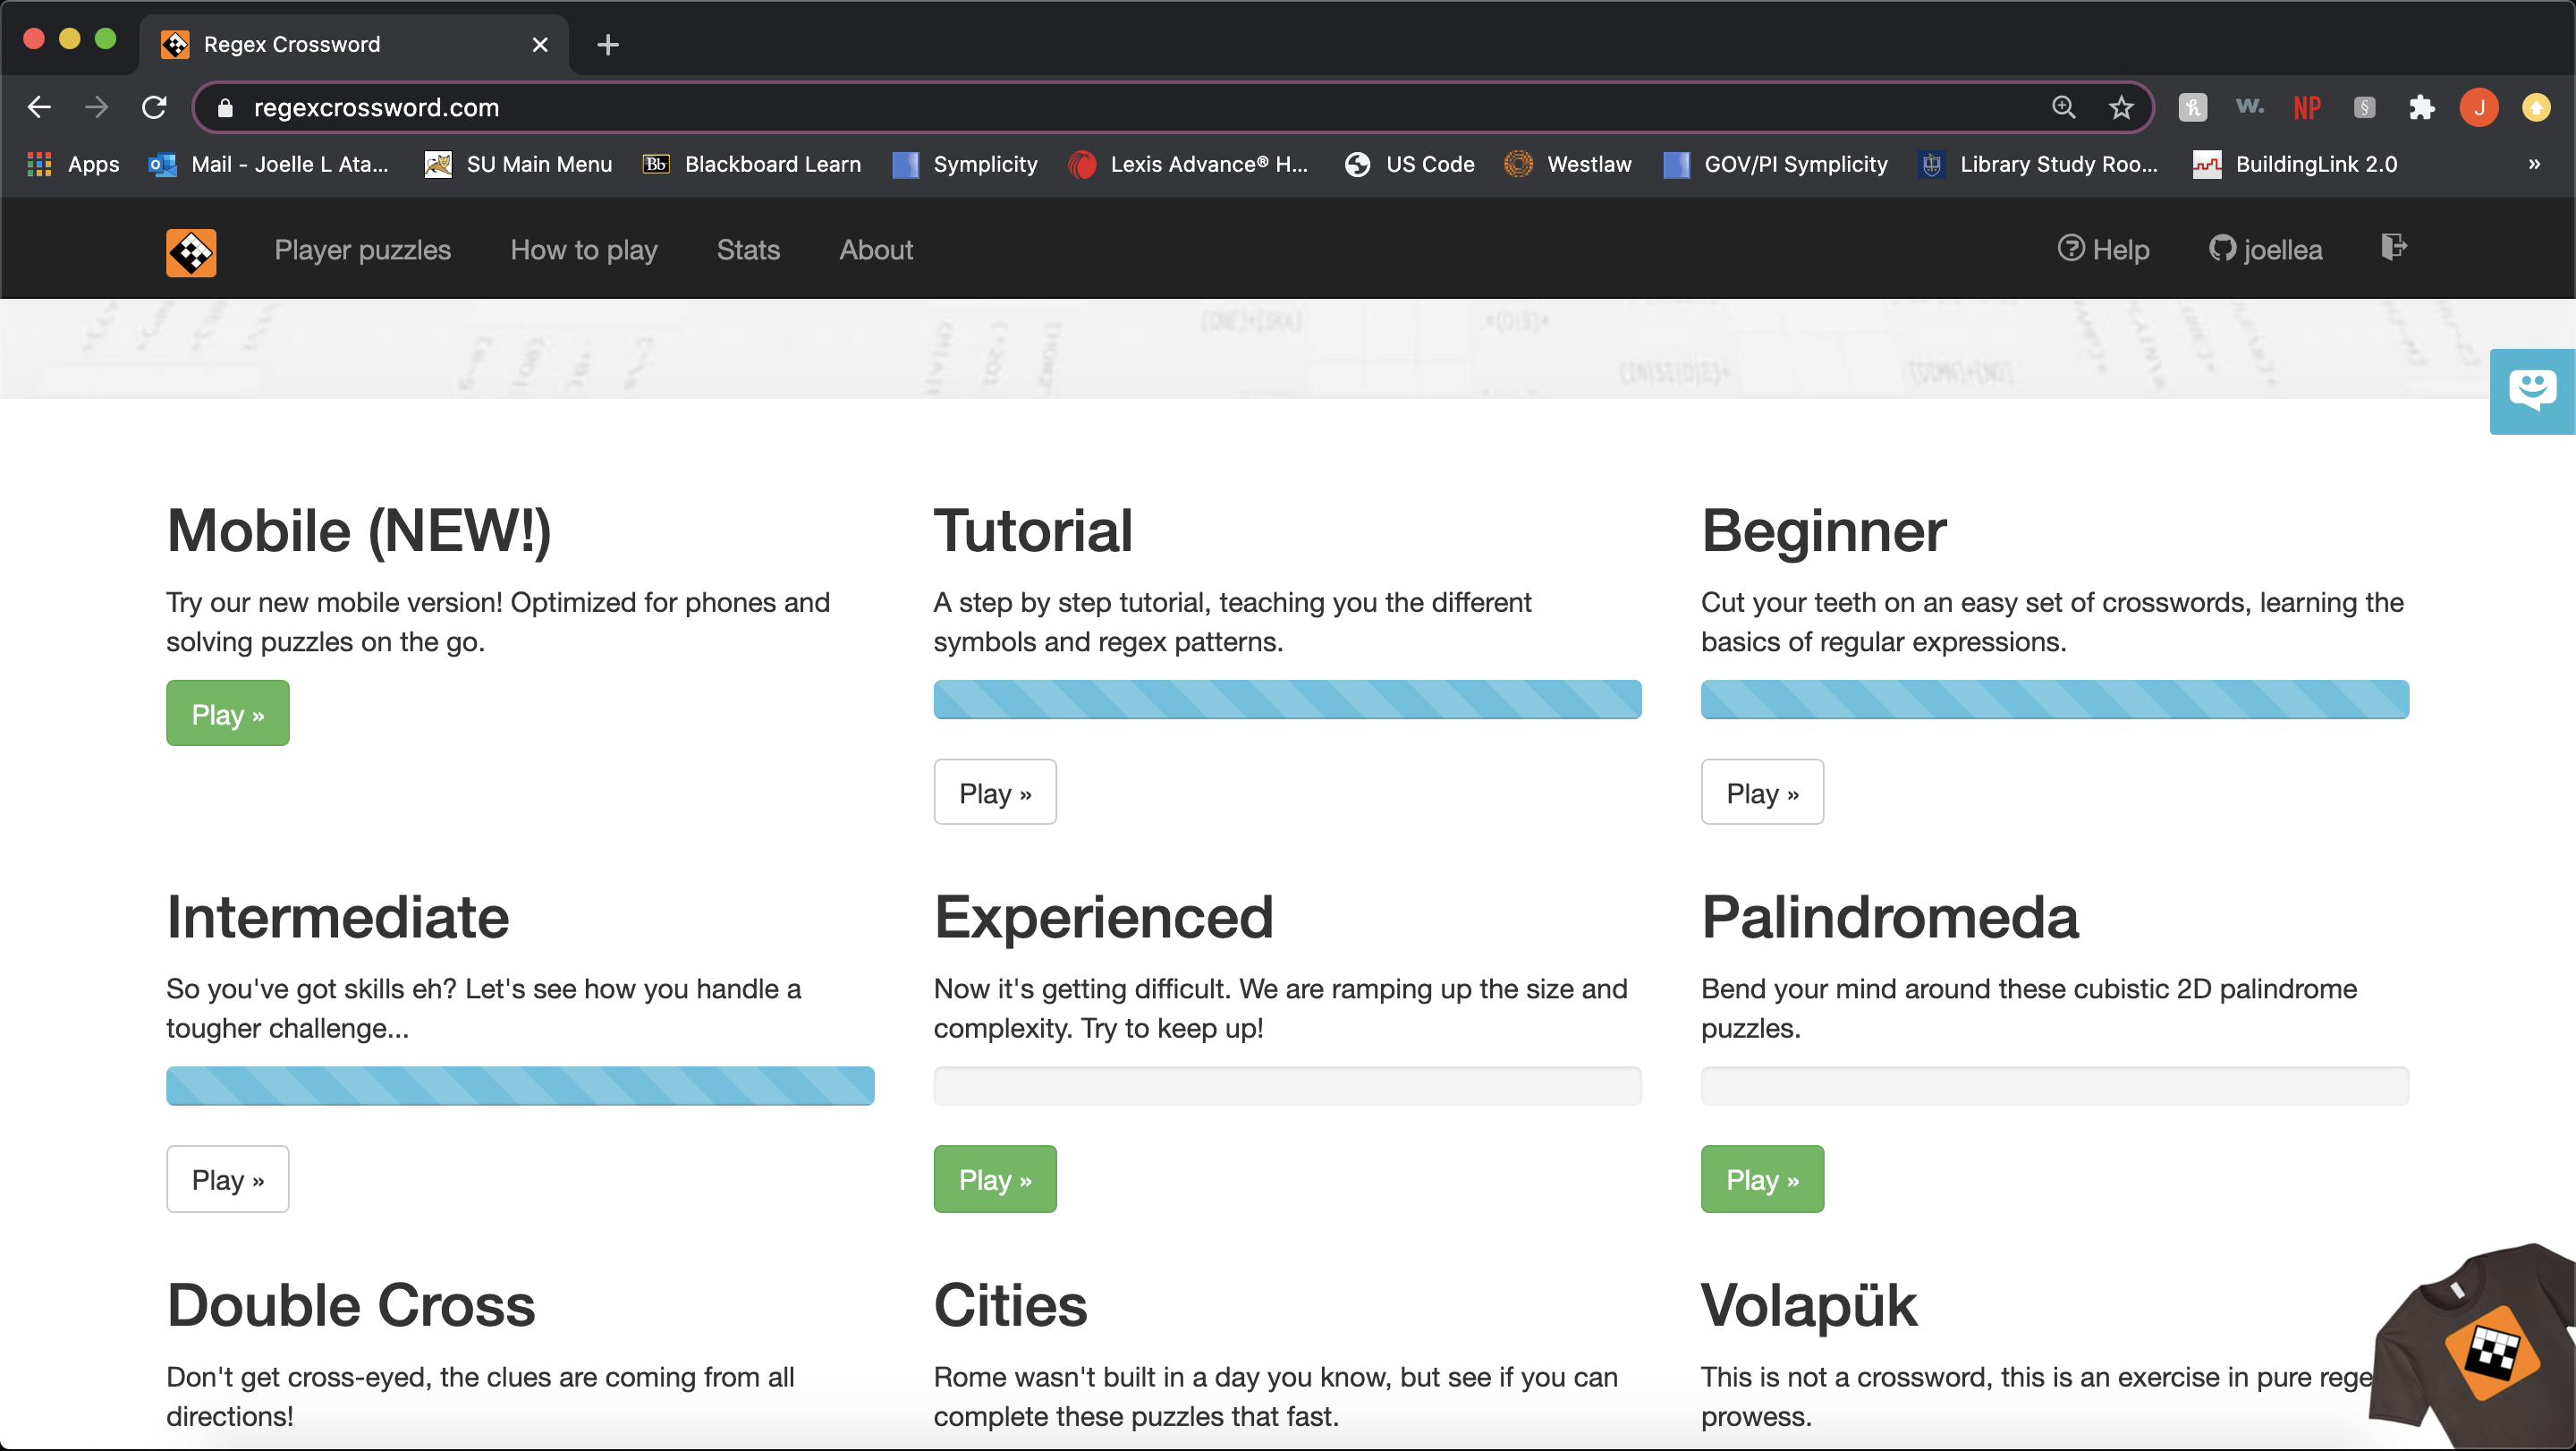 Regex Crossword
regexcrossword.com
NP
J
Apps
Mail - Joelle L Ata...
SU Main Menu
Bb
Blackboard Learn
Symplicity
Lexis Advance® H...
US Code
Westlaw
GOV/PI Symplicity
Library Study Roo...
BuildingLink 2.0
»
Player puzzles
How to play
Stats
About
Help
joellea
Mobile (NEW!)
Try our new mobile version! Optimized for phones and
solving puzzles on the go.
Play »
Tutorial
A step by step tutorial, teaching you the different
symbols and regex patterns.
Play »
Beginner
Cut your teeth on an easy set of crosswords, learning the
basics of regular expressions.
Play »
Intermediate
So you've got skills eh? Let's see how you handle a
tougher challenge...
Play »
Experienced
Now it's getting difficult. We are ramping up the size and
complexity. Try to keep up!
Play »
Palindromeda
Bend your mind around these cubistic 2D palindrome
puzzles.
Play »
Double Cross
Don't get cross-eyed, the clues are coming from all
directions!
Cities
Rome wasn't built in a day you know, but see if you can
complete these puzzles that fast.
Volapük
This is not a crossword, this is an exercise in pure rege
prowess.